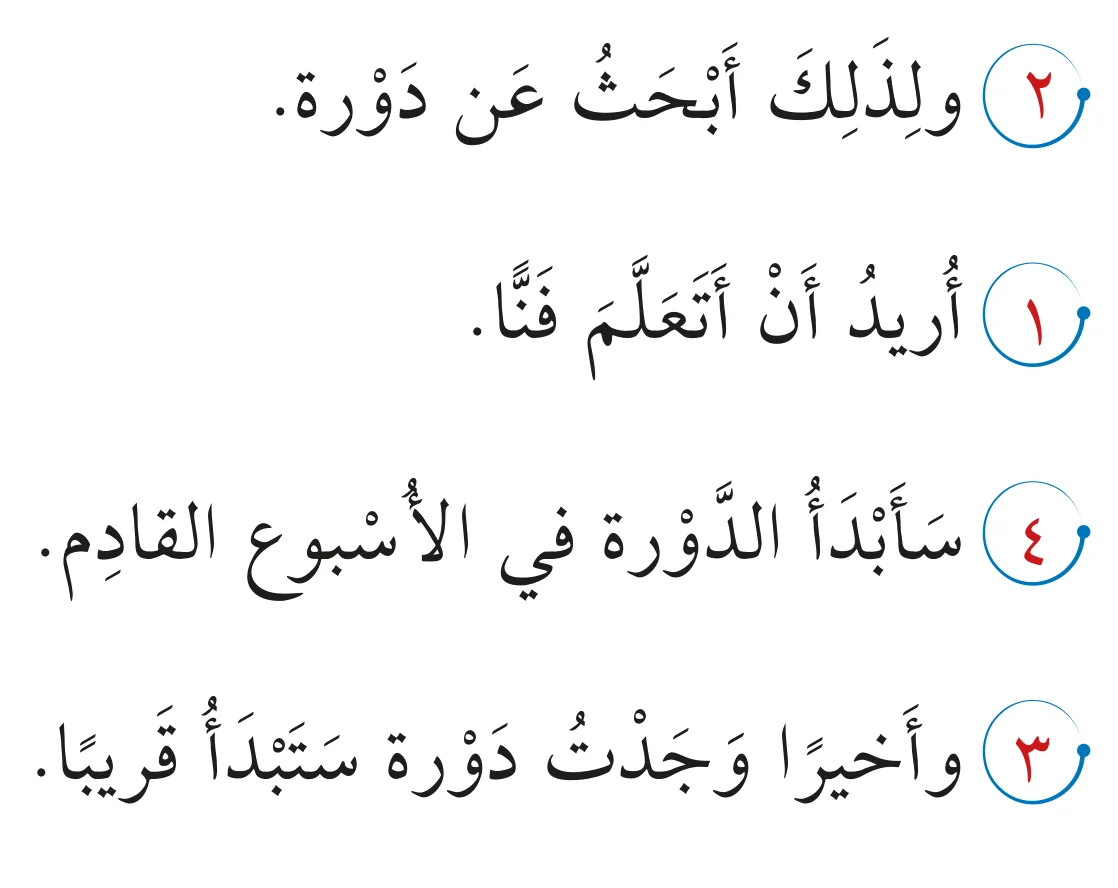 ٢ ولِذَلِكَ أَبْحَثُ عَن دَوْرة.
١ أُريدُ أَنْ أَتَعَلَّمَ فَنًّا.
٤ سَأَبْدَأُ الدَّوْرة في الأُسْبوع القادِم.
٣ وأَخيرًا وَجَدْتُ دَوْرة سَتَبْدَأُ قَريبًا.